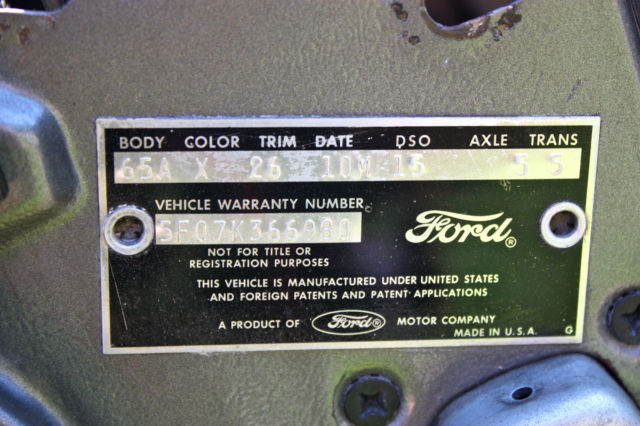 BODY COLOR TRIM DATE DSO AXLE TRANS
65A X 26 10M 15 5 5
VEHICLE WARRANTY NUMBER
5F07K366980
Ford®
NOT FOR TITLE OR
REGISTRATION PURPOSES
THIS VEHICLE IS MANUFACTURED UNDER UNITED STATES
AND FOREIGN PATENTS AND PATENT APPLICATIONS
A PRODUCT OF Ford® MOTOR COMPANY
MADE IN U.S.A. G